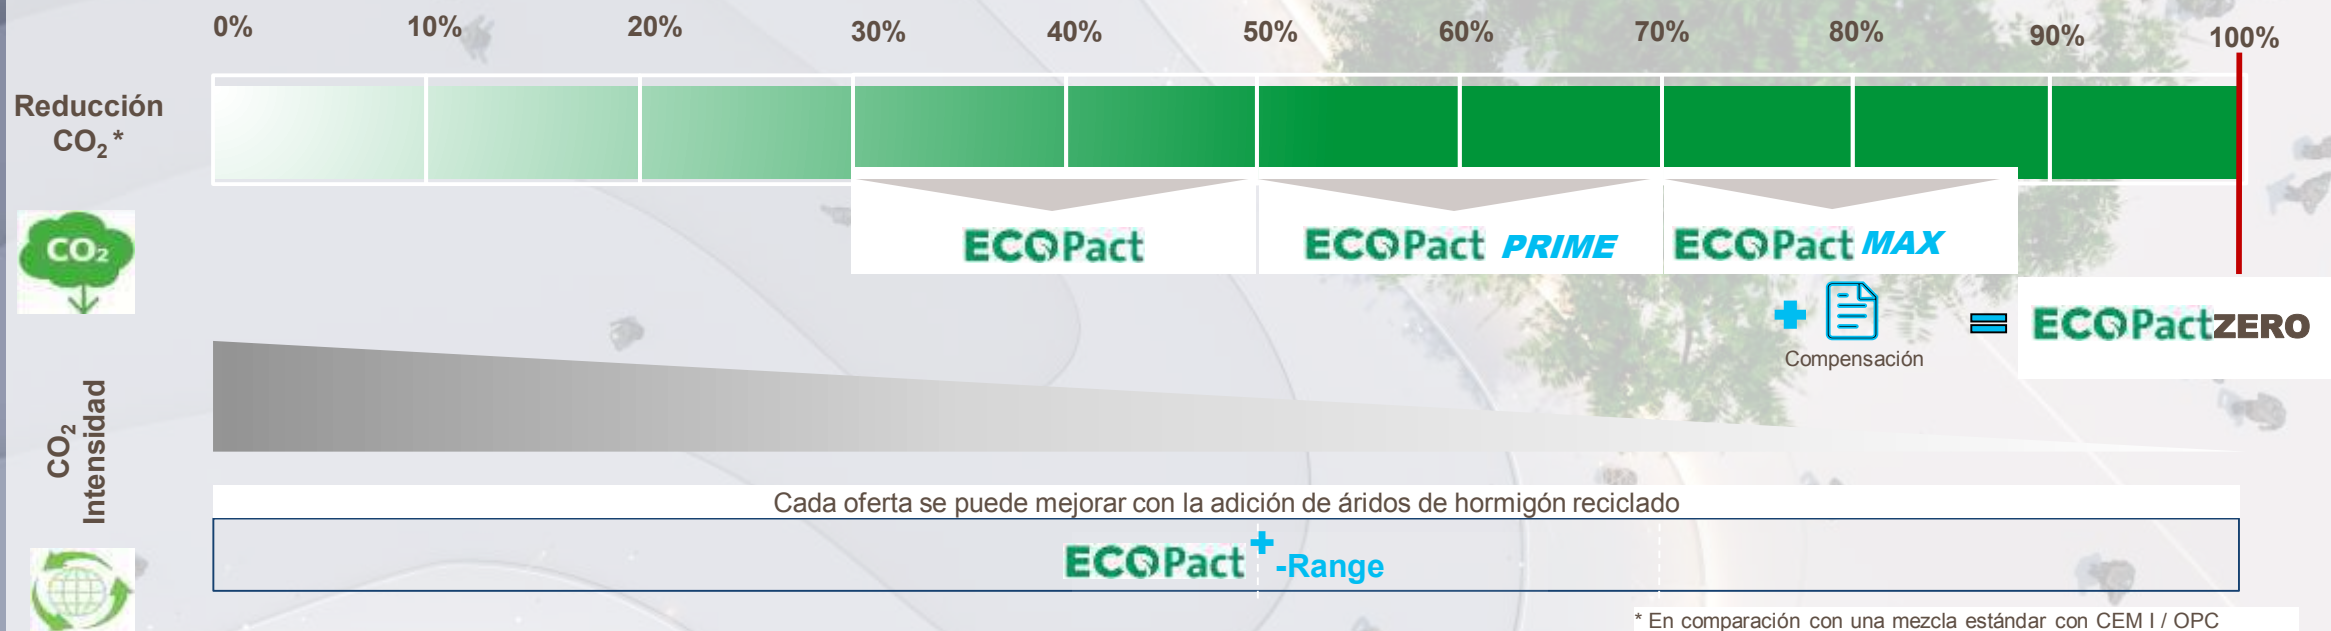 0% 10% 20% 30% 40% 50% 60% 70% 80% 90% 100%
Reducción
CO₂ *
CO₂
ECOPact
ECOPact PRIME
ECOPact MAX
Compensación
ECOPactZERO
CO₂
Intensidad
Cada oferta se puede mejorar con la adición de áridos de hormigón reciclado
ECOPact + -Range
* En comparación con una mezcla estándar con CEM I / OPC